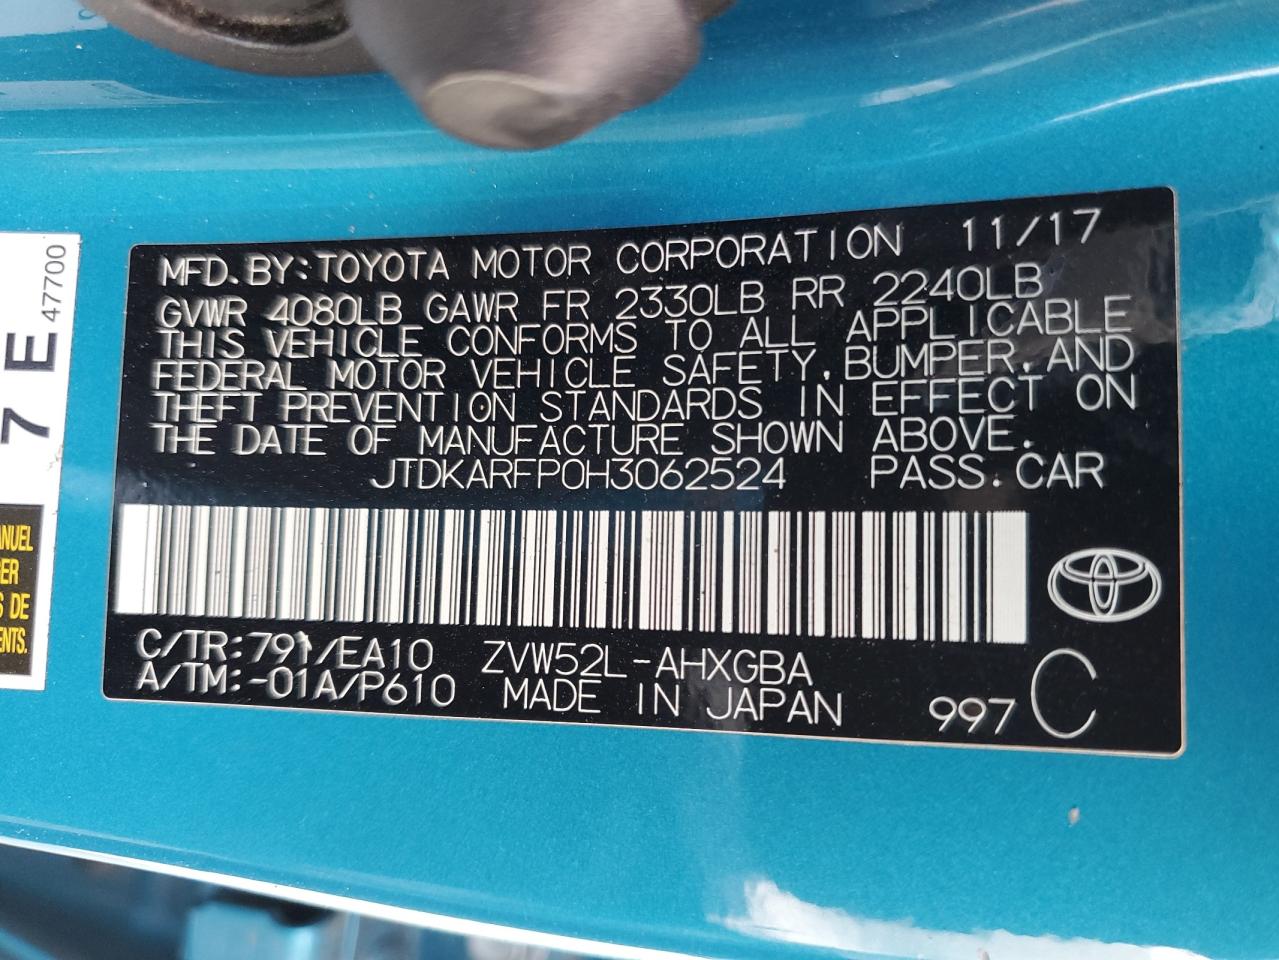 MFD.BY:TOYOTA MOTOR CORPORATION 11/17
GVWR 4080LB GAWR FR 2330LB RR 2240LB
THIS VEHICLE CONFORMS TO ALL APPLICABLE
FEDERAL MOTOR VEHICLE SAFETY,BUMPER,AND
THEFT PREVENTION STANDARDS IN EFFECT ON
THE DATE OF MANUFACTURE SHOWN ABOVE.
JTDKARFP0H3062524 PASS.CAR
C/TR:791/EA10 ZVW52L-AHXGBA
A/TM:-01A/P610 MADE IN JAPAN 997 C
7 E
47700
DE